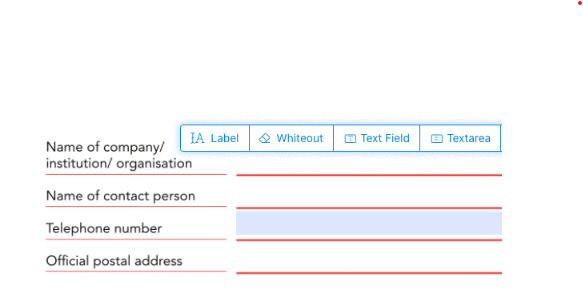 Label Whiteout Text Field Textarea
Name of company/
institution/ organisation
Name of contact person
Telephone number
Official postal address